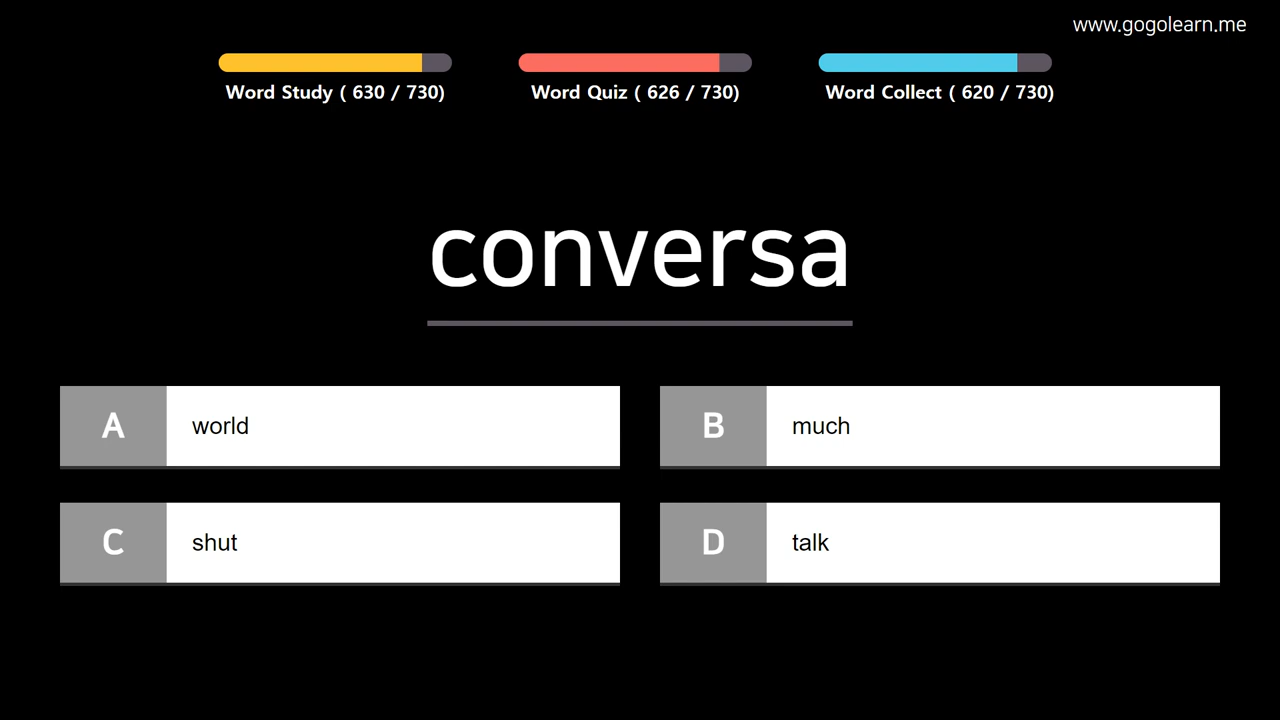 www.gogolearn.me
Word Study ( 630 / 730)
Word Quiz ( 626 / 730)
Word Collect ( 620 / 730)
conversa
A world
B much
C shut
D talk